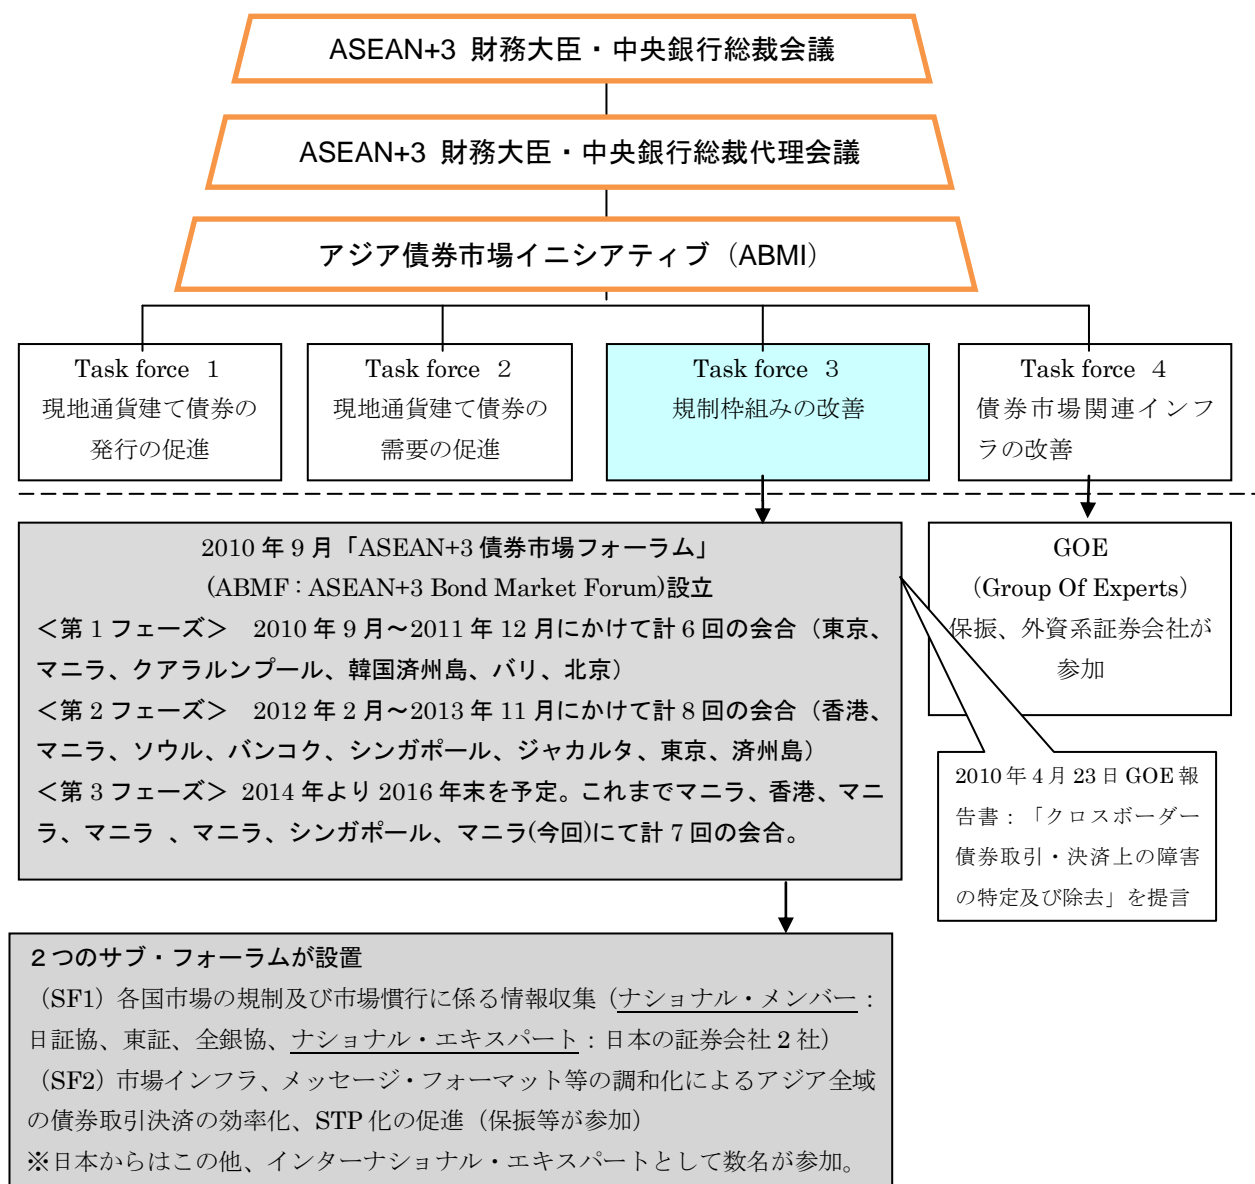 ASEAN+3 財務大臣・中央銀行総裁会議
ASEAN+3 財務大臣・中央銀行総裁代理会議
アジア債券市場イニシアティブ（ABMI）
Task force １
現地通貨建て債券の
発行の促進
Task force ２
現地通貨建て債券の
需要の促進
Task force ３
規制枠組みの改善
Task force ４
債券市場関連インフ
ラの改善
2010 年 9 月「ASEAN+3 債券市場フォーラム」
(ABMF：ASEAN+3 Bond Market Forum)設立
＜第 1 フェーズ＞ 2010 年 9 月～2011 年 12 月にかけて計 6 回の会合（東京、
マニラ、クアラルンプール、韓国済州島、バリ、北京）
＜第 2 フェーズ＞ 2012 年 2 月～2013 年 11 月にかけて計 8 回の会合（香港、
マニラ、ソウル、バンコク、シンガポール、ジャカルタ、東京、済州島）
＜第 3 フェーズ＞ 2014 年より 2016 年末を予定。これまでマニラ、香港、マニ
ラ、マニラ 、マニラ、シンガポール、マニラ(今回)にて計 7 回の会合。
GOE
（Group Of Experts）
保振、外資系証券会社が
参加
2010 年 4 月 23 日 GOE 報
告書：「クロスボーダー
債券取引・決済上の障害
の特定及び除去」を提言
２つのサブ・フォーラムが設置
（SF1）各国市場の規制及び市場慣行に係る情報収集（ナショナル・メンバー：
日証協、東証、全銀協、ナショナル・エキスパート：日本の証券会社 2 社）
（SF2）市場インフラ、メッセージ・フォーマット等の調和化によるアジア全域
の債券取引決済の効率化、STP 化の促進（保振等が参加）
※日本からはこの他、インターナショナル・エキスパートとして数名が参加。